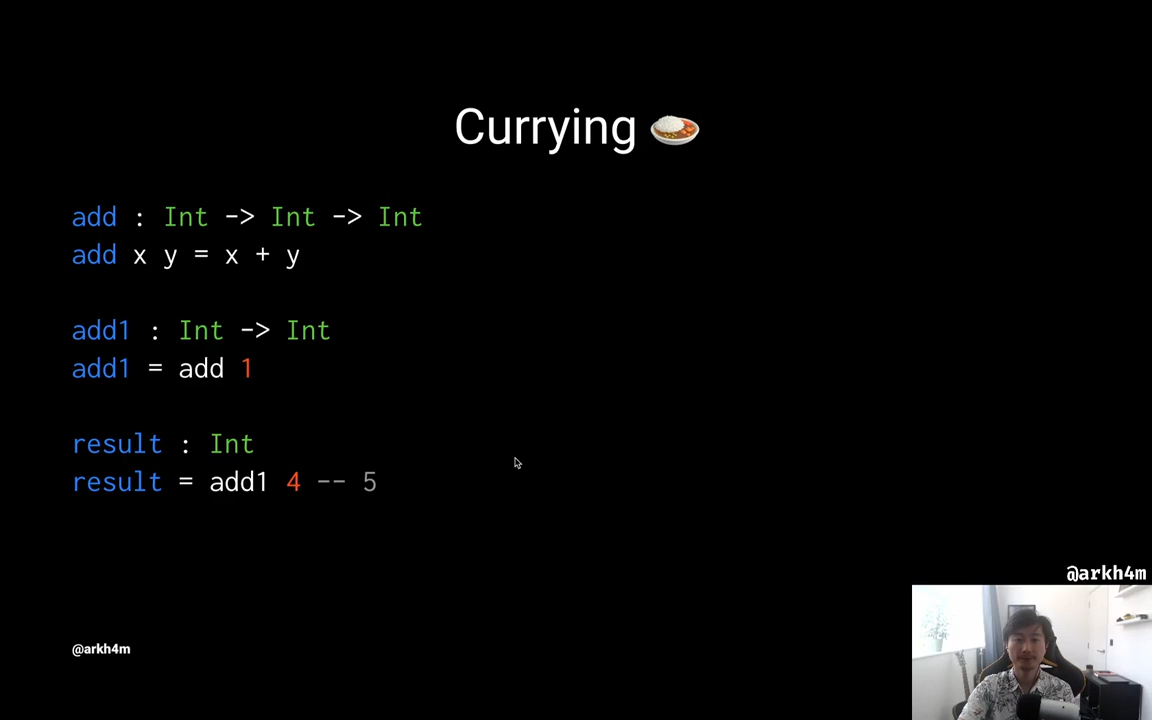 Currying 🍛
add : Int -> Int -> Int
add x y = x + y
add1 : Int -> Int
add1 = add 1
result : Int
result = add1 4 -- 5
@arkh4m
@arkh4m